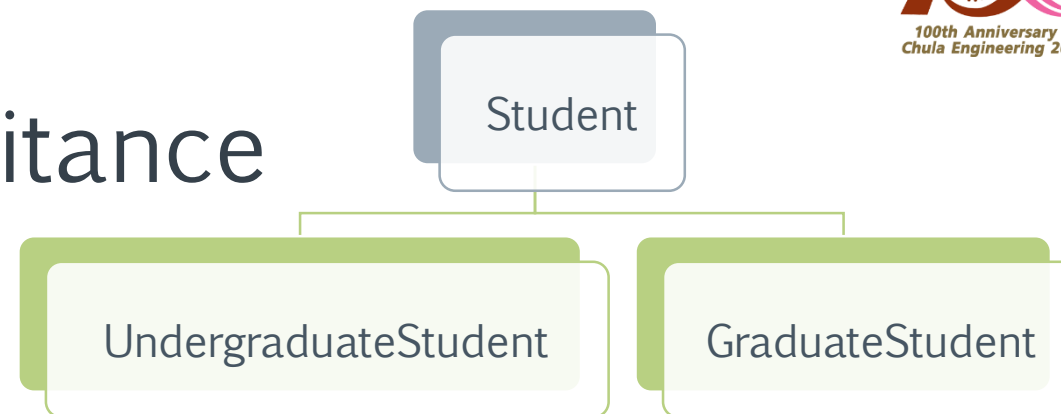 100th Anniversary
Chula Engineering
Student
itance
UndergraduateStudent
GraduateStudent